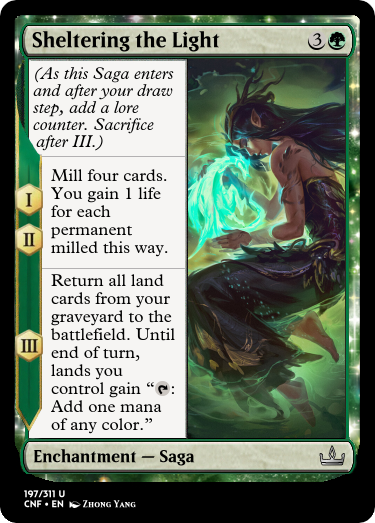 Sheltering the Light 3
(As this Saga enters
and after your draw
step, add a lore
counter. Sacrifice
after III.)
I
II
Mill four cards.
You gain 1 life
for each
permanent
milled this way.
III
Return all land
cards from your
graveyard to the
battlefield. Until
end of turn,
lands you
control gain “:
Add one mana
of any color.”
Enchantment — Saga
197/311 U
CNF • EN Zhong Yang